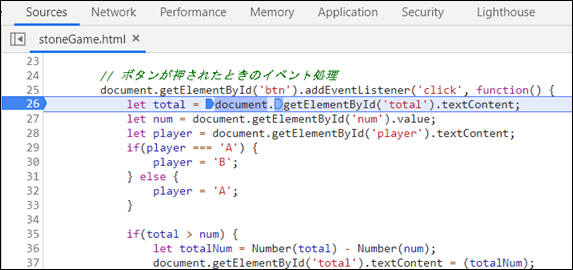 Sources Network Performance Memory Application Security Lighthouse
stoneGame.html ×
23
24 // ボタンが押されたときのイベント処理
25 document.getElementById('btn').addEventListener('click', function() {
26 let total = document.getElementById('total').textContent;
27 let num = document.getElementById('num').value;
28 let player = document.getElementById('player').textContent;
29 if(player === 'A') {
30 player = 'B';
31 } else {
32 player = 'A';
33 }
34
35 if(total > num) {
36 let totalNum = Number(total) - Number(num);
37 document.getElementById('total').textContent = (totalNum);